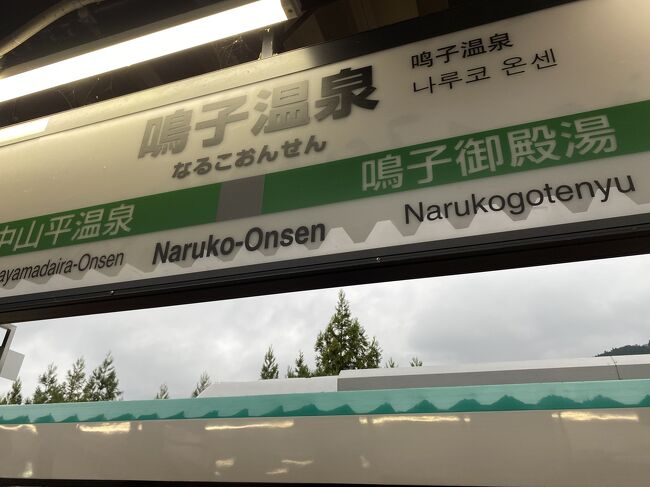 鳴子温泉
なるこおんせん
鸣子温泉
나루코 온센
中山平温泉
鳴子御殿湯
ayamadaira-Onsen
Naruko-Onsen
Narukogotenyu